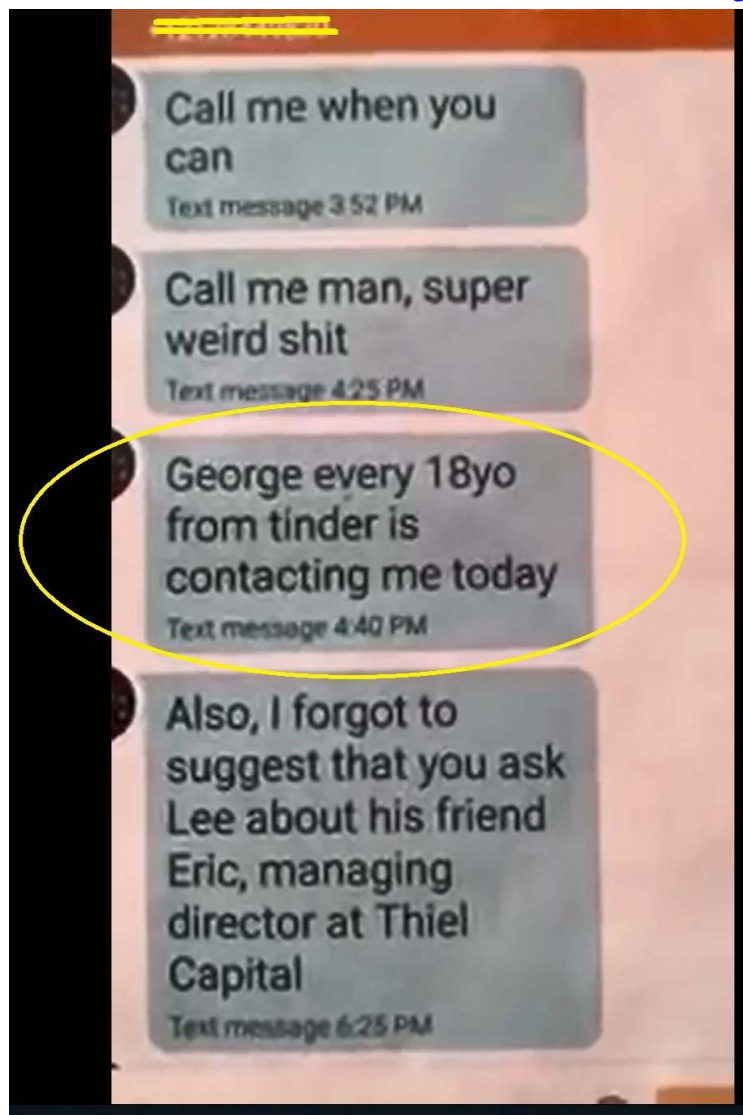 Call me when you
can
Text message 3:52 PM
Call me man, super
weird shit
Text message 4:25 PM
George every 18yo
from tinder is
contacting me today
Text message 4:40 PM
Also, I forgot to
suggest that you ask
Lee about his friend
Eric, managing
director at Thiel
Capital
Text message 6:25 PM